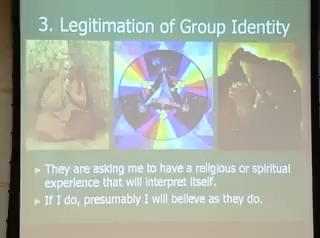 3. Legitimation of Group Identity
They are asking me to have a religious or spiritual
experience that will interpret itself.
If I do, presumably I will believe as they do.